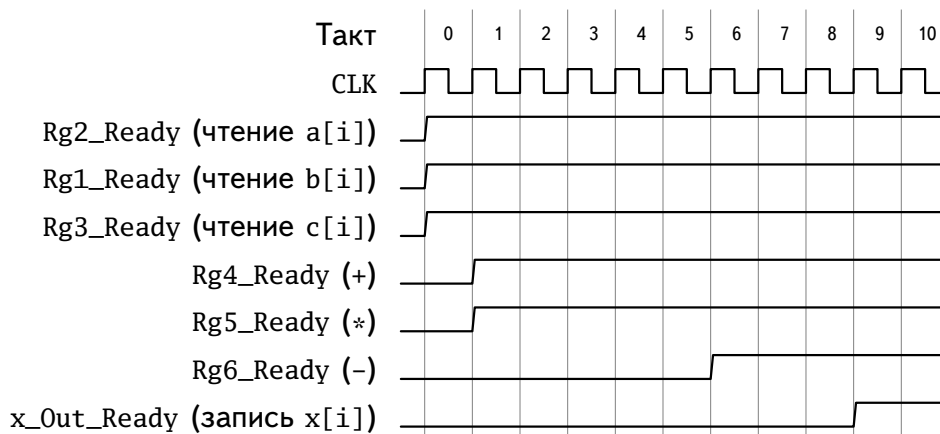 Такт 0 1 2 3 4 5 6 7 8 9 10
CLK
Rg2_Ready (чтение a[i])
Rg1_Ready (чтение b[i])
Rg3_Ready (чтение c[i])
Rg4_Ready (+)
Rg5_Ready (*)
Rg6_Ready (−)
x_Out_Ready (запись x[i])